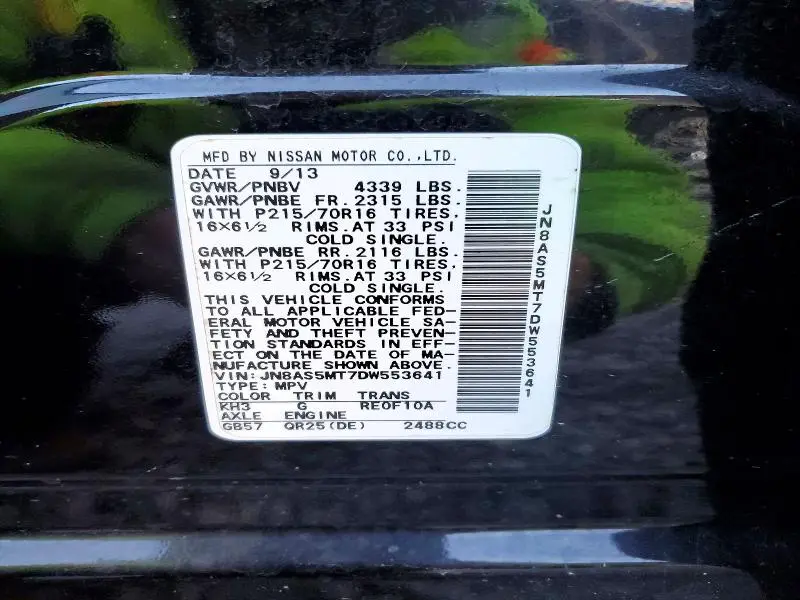 MFD BY NISSAN MOTOR CO.,LTD.
DATE 9/13
GVWR/PNBV 4339 LBS.
GAWR/PNBE FR. 2315 LBS.
WITH P215/70R16 TIRES,
16X6½ RIMS.AT 33 PSI
COLD SINGLE.
GAWR/PNBE RR. 2116 LBS.
WITH P215/70R16 TIRES,
16X6½ RIMS.AT 33 PSI
COLD SINGLE.
THIS VEHICLE CONFORMS
TO ALL APPLICABLE FED-
ERAL MOTOR VEHICLE SA-
FETY AND THEFT PREVEN-
TION STANDARDS IN EFF-
ECT ON THE DATE OF MA-
NUFACTURE SHOWN ABOVE.
VIN:JN8AS5MT7DW553641
TYPE:MPV
COLOR TRIM TRANS
KH3 G RE0F10A
AXLE ENGINE
GB57 QR25(DE) 2488CC
JN8AS5MT7DW553641